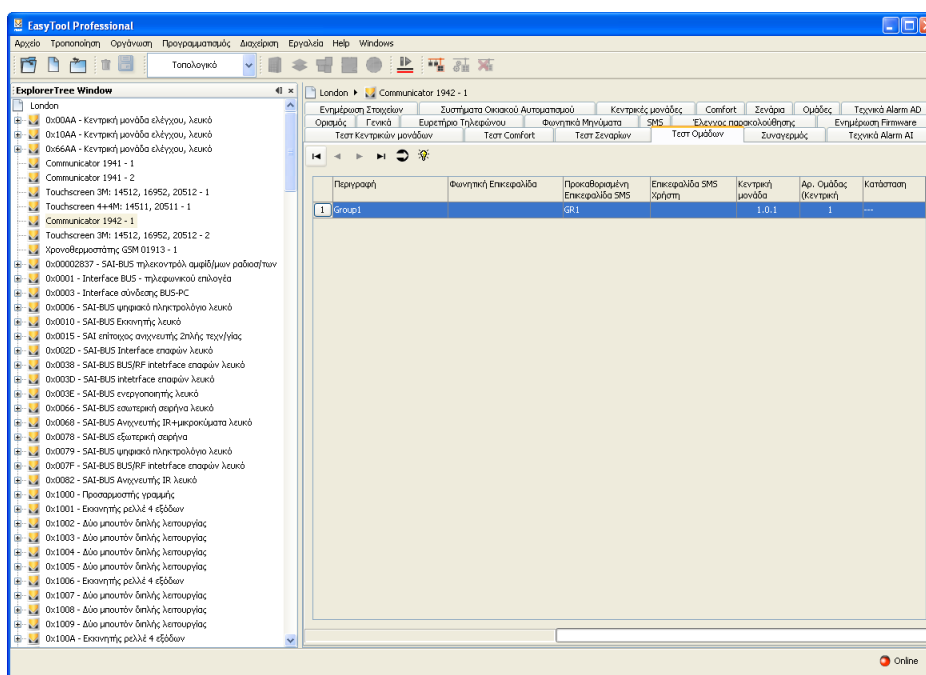 EasyTool Professional
Αρχείο Τροποποίηση Οργάνωση Προγραμματισμός Διαχείριση Εργαλεία Help Windows
Τοπολογικό
ExplorerTree Window
London
0x00AA - Κεντρική μονάδα ελέγχου, λευκό
0x10AA - Κεντρική μονάδα ελέγχου, λευκό
0x66AA - Κεντρική μονάδα ελέγχου, λευκό
Communicator 1941 - 1
Communicator 1941 - 2
Touchscreen 3M: 14512, 16952, 20512 - 1
Touchscreen 4+4M: 14511, 20511 - 1
Communicator 1942 - 1
Touchscreen 3M: 14512, 16952, 20512 - 2
Χρονοθερμοστάτης GSM 01913 - 1
0x00002837 - SAI-BUS τηλεκοντρόλ αμφίδ/μων ραδιοσ/των
0x0001 - Interface BUS - τηλεφωνικού επιλογέα
0x0003 - Interface σύνδεσης BUS-PC
0x0006 - SAI-BUS ψηφιακό πληκτρολόγιο λευκό
0x0010 - SAI-BUS Εκκινητής λευκό
0x0015 - SAI επίτοιχος ανιχνευτής 2πλής τεχν/γίας
0x002D - SAI-BUS Interface επαφών λευκό
0x0038 - SAI-BUS BUS/RF intetrface επαφών λευκό
0x003D - SAI-BUS intetrface επαφών λευκό
0x003E - SAI-BUS ενεργοποιητής λευκό
0x0066 - SAI-BUS εσωτερική σειρήνα λευκό
0x0068 - SAI-BUS Ανιχνευτής IR+μικροκύματα λευκό
0x0078 - SAI-BUS εξωτερική σειρήνα
0x0079 - SAI-BUS ψηφιακό πληκτρολόγιο λευκό
0x007F - SAI-BUS BUS/RF intetrface επαφών λευκό
0x0082 - SAI-BUS Ανιχνευτής IR λευκό
0x1000 - Προσαρμοστής γραμμής
0x1001 - Εκκινητής ρελλέ 4 εξόδων
0x1002 - Δύο μπουτόν διπλής λειτουργίας
0x1003 - Δύο μπουτόν διπλής λειτουργίας
0x1004 - Δύο μπουτόν διπλής λειτουργίας
0x1005 - Δύο μπουτόν διπλής λειτουργίας
0x1006 - Εκκινητής ρελλέ 4 εξόδων
0x1007 - Δύο μπουτόν διπλής λειτουργίας
0x1008 - Δύο μπουτόν διπλής λειτουργίας
0x1009 - Δύο μπουτόν διπλής λειτουργίας
0x100A - Εκκινητής ρελλέ 4 εξόδων
London Communicator 1942 - 1
Ενημέρωση Στοιχείων Συστήματα Οικιακού Αυτοματισμού Κεντρικές μονάδες Comfort Σενάρια Ομάδες Τεχνικά Alarm AD
Ορισμός Γενικά Ευρετήριο Τηλεφώνου Φωνητικά Μηνύματα SMS Έλεγχος παρακολούθησης Ενημέρωση Firmware
Τεστ Κεντρικών μονάδων Τεστ Comfort Τεστ Σεναρίων Τεστ Ομάδων Συναγερμός Τεχνικά Alarm AI
Περιγραφή Φωνητική Επικεφαλίδα Προκαθορισμένη Επικεφαλίδα SMS Επικεφαλίδα SMS Χρήστη Κεντρική μονάδα Αρ. Ομάδας (Κεντρική Κατάσταση
1 Group1 GR1 1.0.1 1 ---
Online